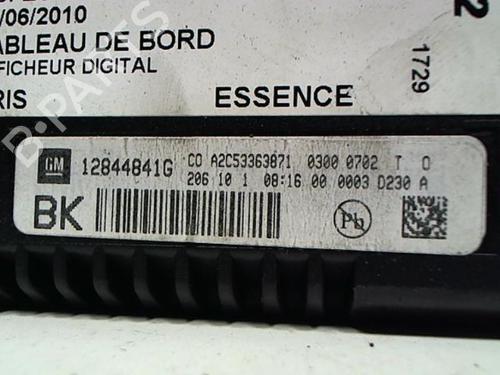 /06/2010
ABLEAU DE BORD
FICHEUR DIGITAL
RIS
ESSENCE
2
1729
GM
12844841G
BK
CO A2C53363871 0300 0702 T O
206 10 1 08:16 00 0003 D230 A
Pb
B-PARTS